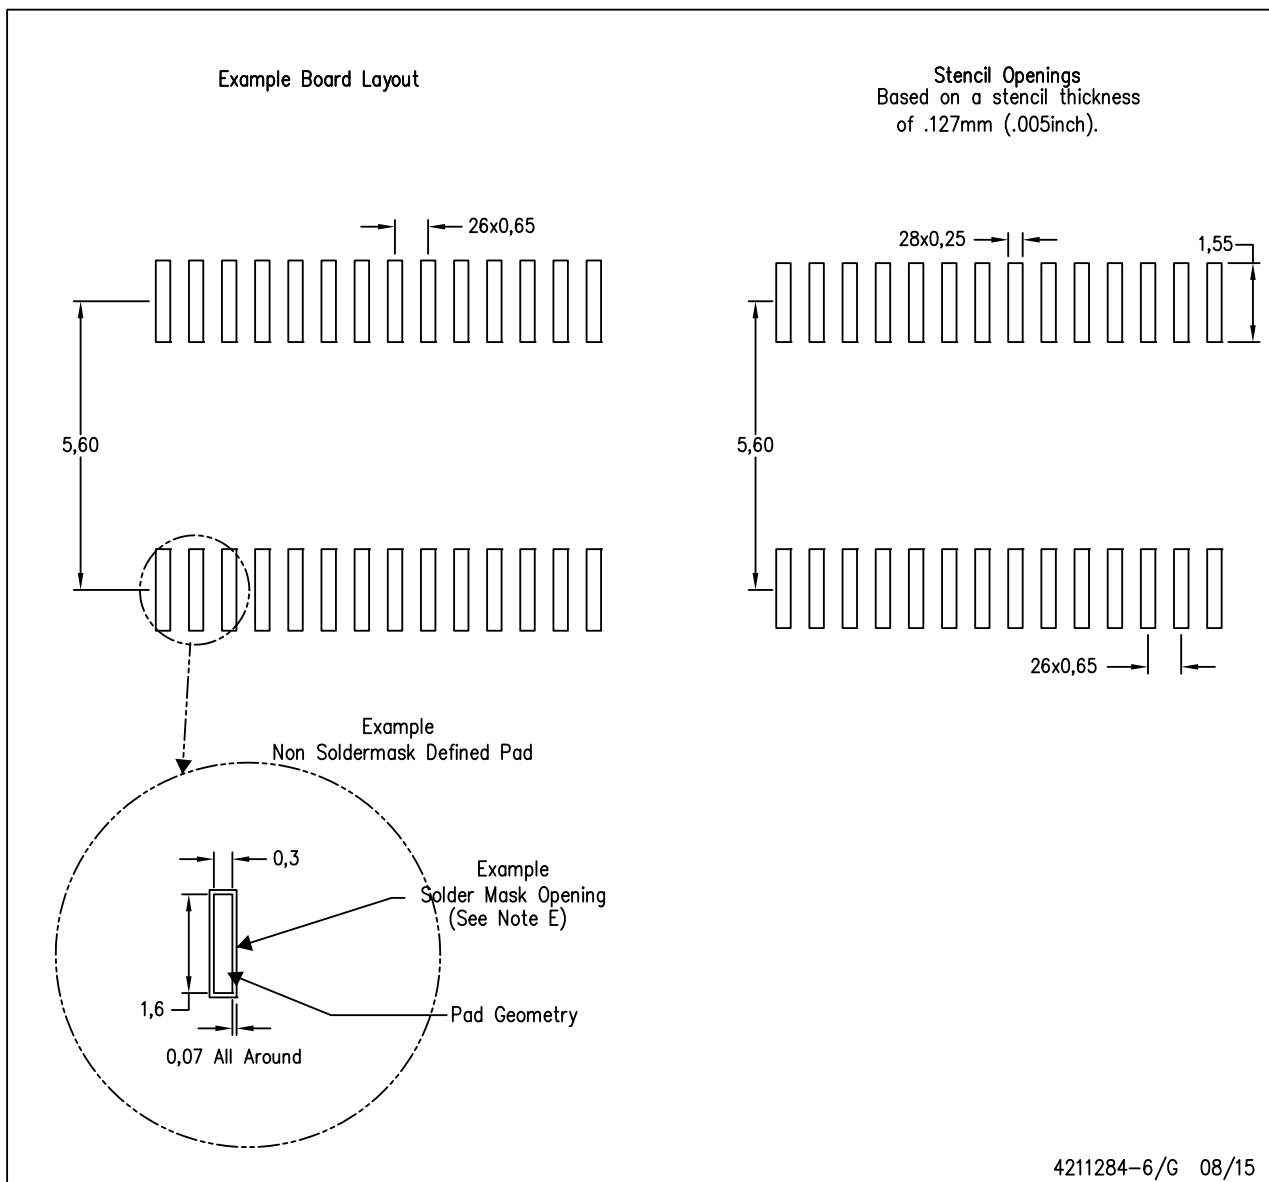 Example Board Layout
Stencil Openings
Based on a stencil thickness
of .127mm (.005inch).
26x0,65
28x0,25
1,55
5,60
5,60
26x0,65
Example
Non Soldermask Defined Pad
0,3
Example
Solder Mask Opening
(See Note E)
1,6
Pad Geometry
0,07 All Around
4211284-6/G 08/15